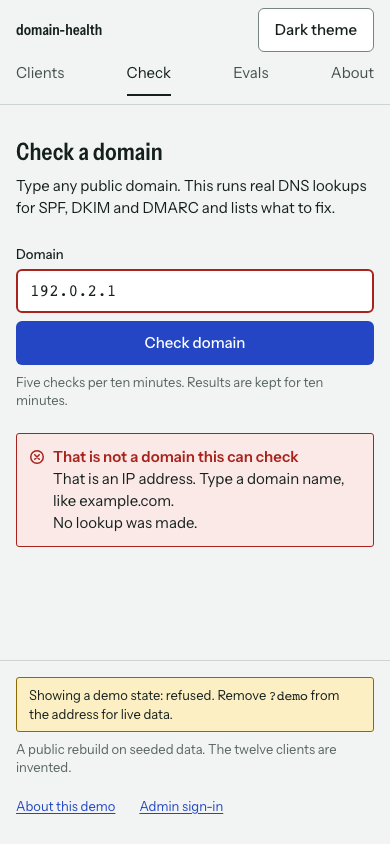 domain-health
Dark theme
Clients
Check
Evals
About
Check a domain
Type any public domain. This runs real DNS lookups
for SPF, DKIM and DMARC and lists what to fix.
Domain
192.0.2.1
Check domain
Five checks per ten minutes. Results are kept for ten
minutes.
That is not a domain this can check
That is an IP address. Type a domain name,
like example.com.
No lookup was made.
Showing a demo state: refused. Remove ?demo from
the address for live data.
A public rebuild on seeded data. The twelve clients are
invented.
About this demo
Admin sign-in